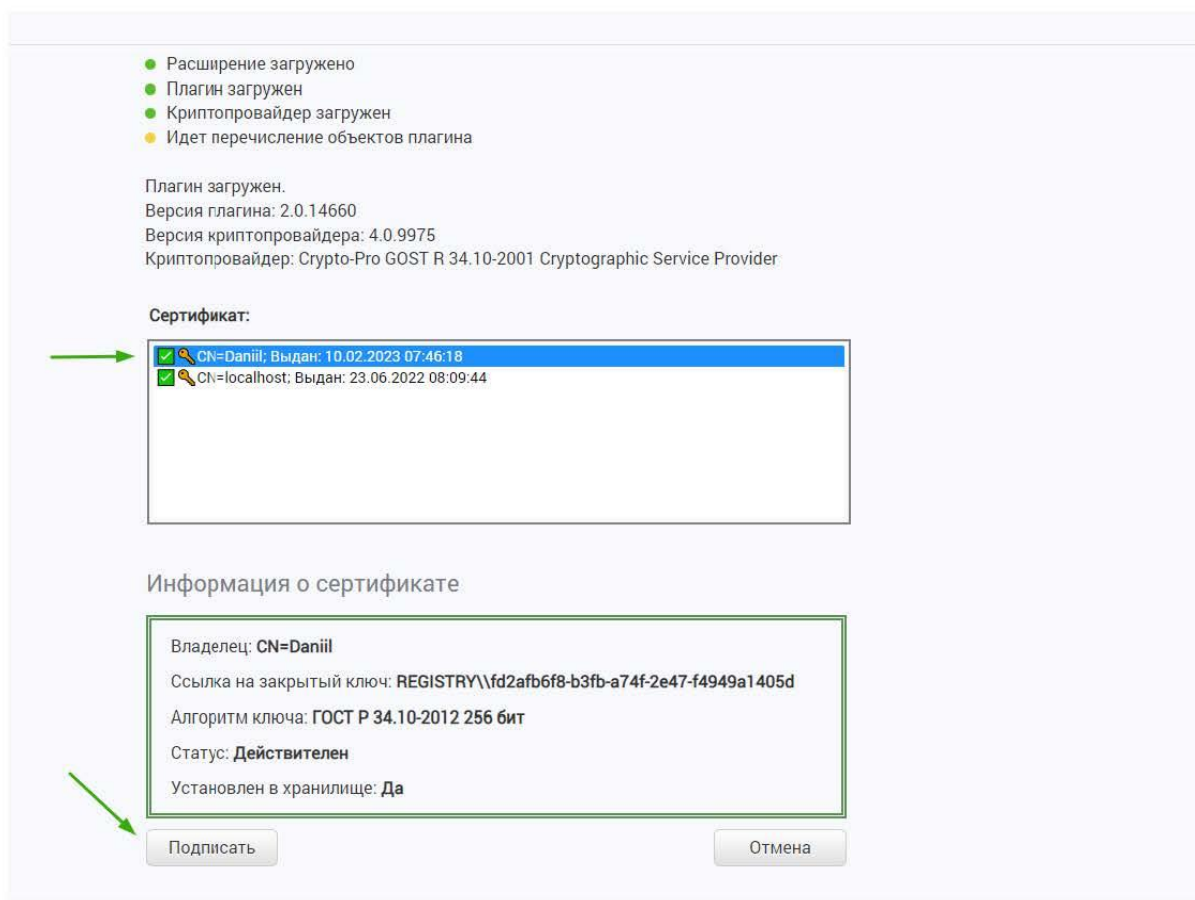 Расширение загружено
Плагин загружен
Криптопровайдер загружен
Идет перечисление объектов плагина
Плагин загружен.
Версия плагина: 2.0.14660
Версия криптопровайдера: 4.0.9975
Криптопровайдер: Crypto-Pro GOST R 34.10-2001 Cryptographic Service Provider
Сертификат:
CN=Daniil; Выдан: 10.02.2023 07:46:18
CN=localhost; Выдан: 23.06.2022 08:09:44
Информация о сертификате
Владелец: CN=Daniil
Ссылка на закрытый ключ: REGISTRY\\fd2afb6f8-b3fb-a74f-2e47-f4949a1405d
Алгоритм ключа: ГОСТ Р 34.10-2012 256 бит
Статус: Действителен
Установлен в хранилище: Да
Подписать Отмена